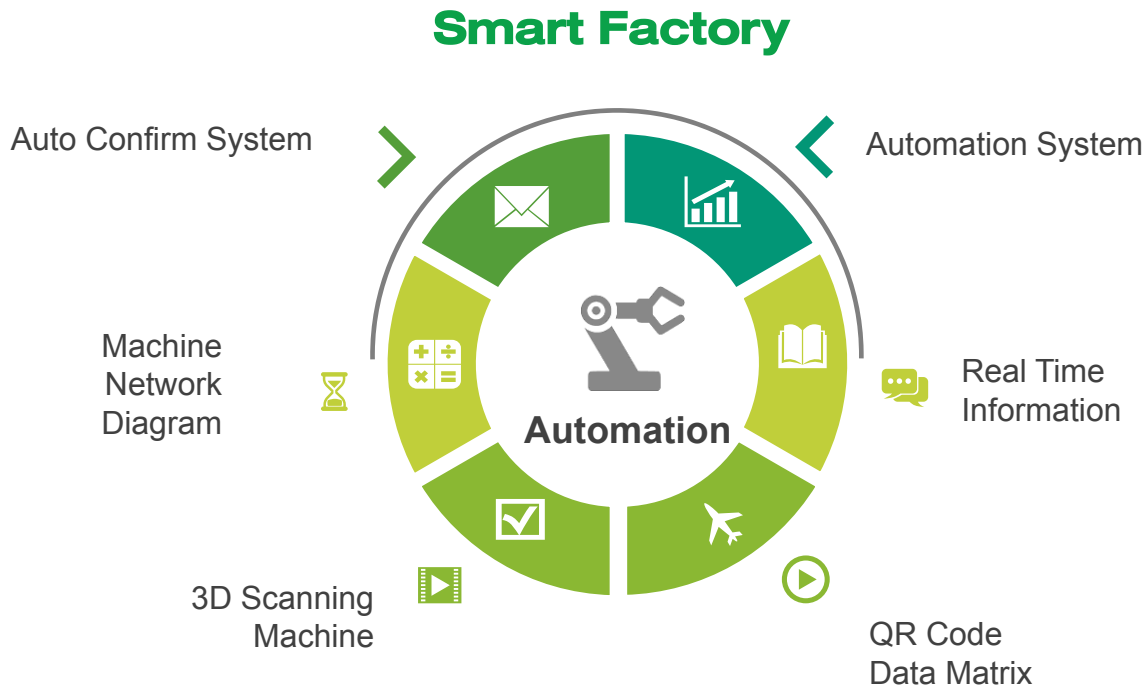 Smart Factory
Auto Confirm System
Automation System
Machine
Network
Diagram
Real Time
Information
Automation
3D Scanning
Machine
QR Code
Data Matrix